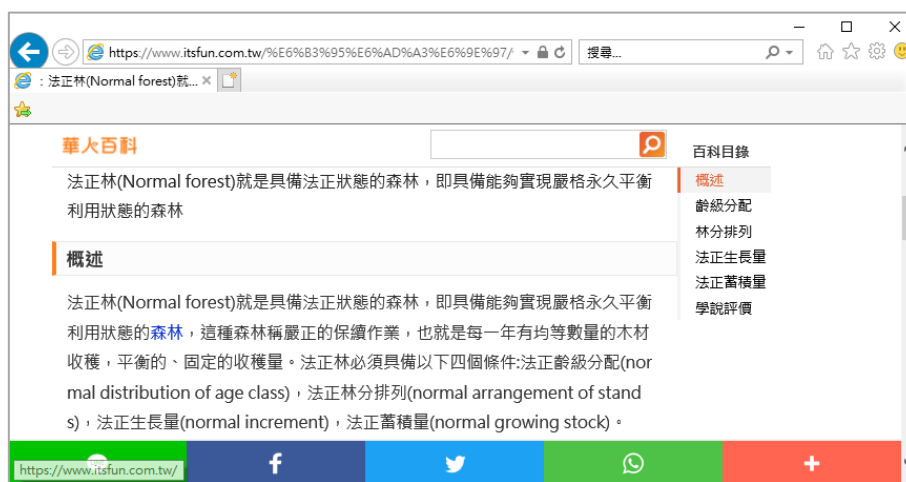 https://www.itsfun.com.tw/%E6%B3%95%E6%AD%A3%E6%9E%97/
搜尋...
：法正林(Normal forest)就...
華人百科
百科目錄
法正林(Normal forest)就是具備法正狀態的森林，即具備能夠實現嚴格永久平衡
利用狀態的森林
概述
齡級分配
林分排列
法正生長量
法正蓄積量
學說評價
概述
法正林(Normal forest)就是具備法正狀態的森林，即具備能夠實現嚴格永久平衡
利用狀態的森林，這種森林稱嚴正的保續作業，也就是每一年有均等數量的木材
收穫，平衡的、固定的收穫量。法正林必須具備以下四個條件:法正齡級分配(nor
mal distribution of age class)，法正林分排列(normal arrangement of stand
s)，法正生長量(normal increment)，法正蓄積量(normal growing stock)。
https://www.itsfun.com.tw/